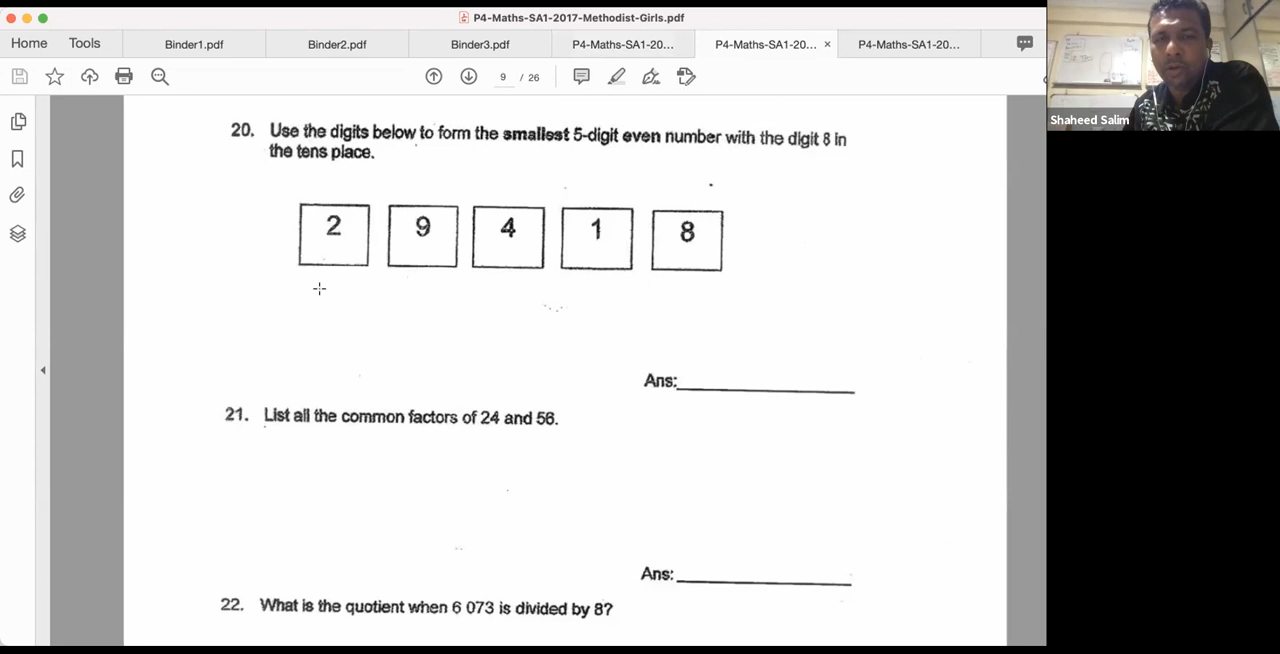 P4-Maths-SA1-2017-Methodist-Girls.pdf
Home Tools Binder1.pdf Binder2.pdf Binder3.pdf P4-Maths-SA1-20... P4-Maths-SA1-20... × P4-Maths-SA1-20...
9 / 26
Shaheed Salim
20. Use the digits below to form the smallest 5-digit even number with the digit 8 in
the tens place.
2 9 4 1 8
Ans:
21. List all the common factors of 24 and 56.
Ans:
22. What is the quotient when 6 073 is divided by 8?